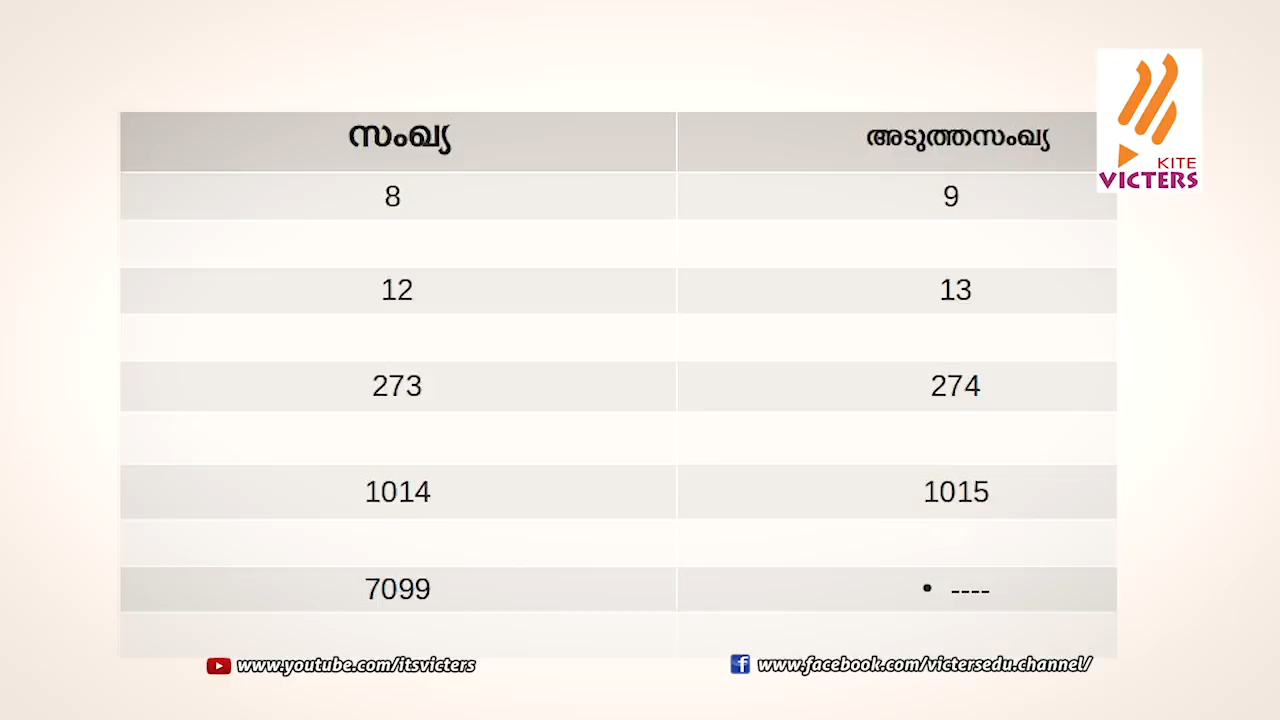 സംഖ്യ അടുത്തസംഖ്യ
8 9
12 13
273 274
1014 1015
7099 • ----
KITE
VICTERS
www.youtube.com/itsvicters www.facebook.com/victersedu.channel/